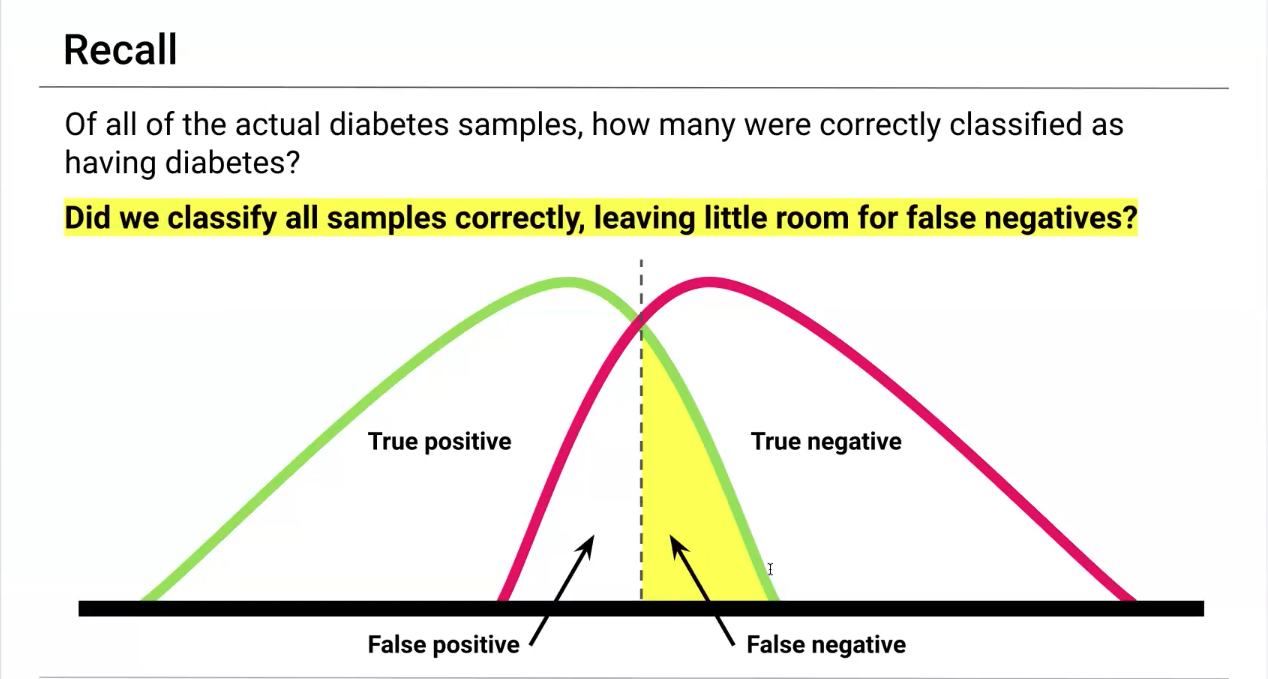 Recall
Of all of the actual diabetes samples, how many were correctly classified as
having diabetes?
Did we classify all samples correctly, leaving little room for false negatives?
True positive
True negative
False positive
False negative